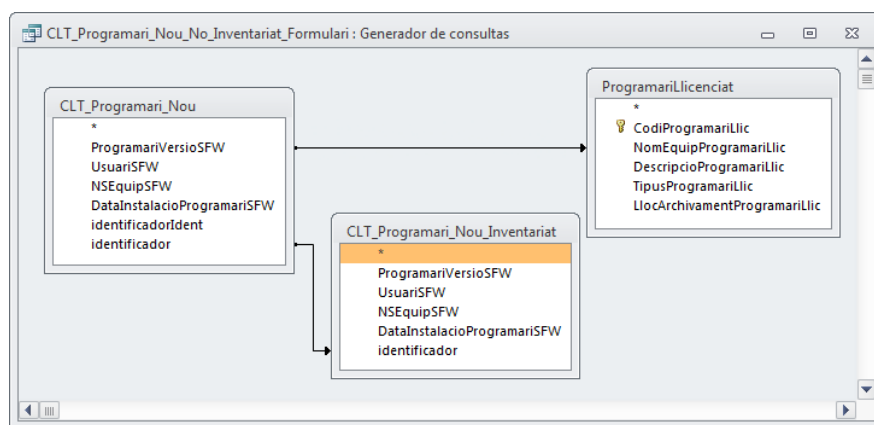 CLT_Programari_Nou_No_Inventariat_Formulari : Generador de consultas
CLT_Programari_Nou
*
ProgramariVersioSFW
UsuariSFW
NSEquipSFW
DataInstalacioProgramariSFW
identificadorIdent
identificador
CLT_Programari_Nou_Inventariat
*
ProgramariVersioSFW
UsuariSFW
NSEquipSFW
DataInstalacioProgramariSFW
identificador
ProgramariLlicenciat
*
CodiProgramariLlic
NomEquipProgramariLlic
DescripcioProgramariLlic
TipusProgramariLlic
LlocArchivamentProgramariLlic